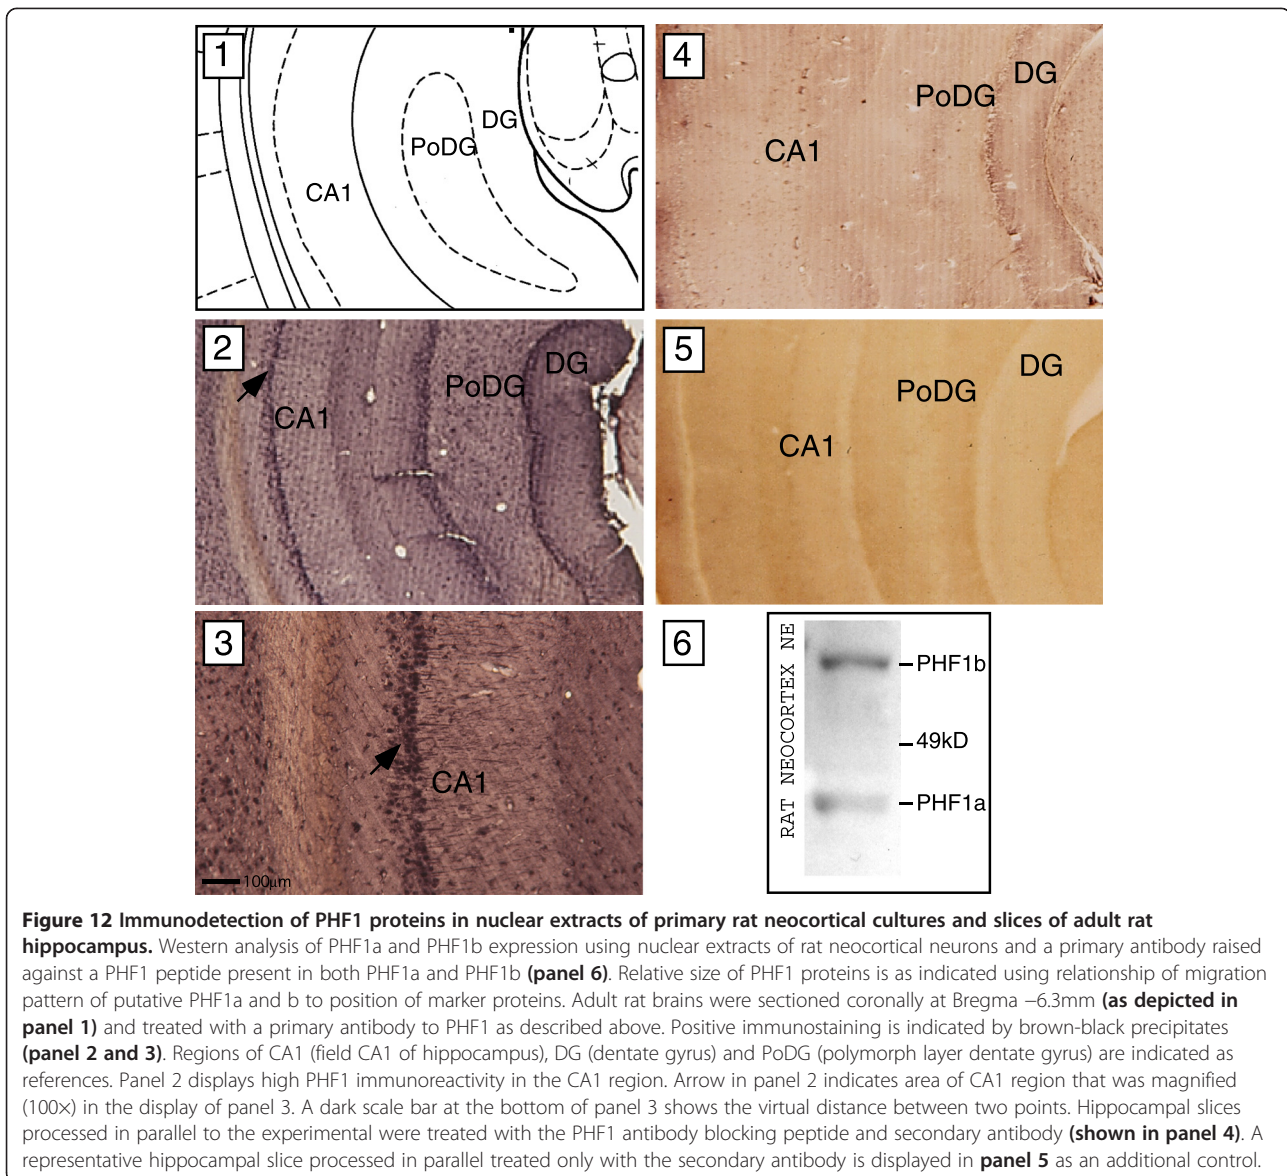 1
CA1
PoDG
DG
4
CA1
PoDG
DG
2
CA1
PoDG
DG
5
CA1
PoDG
DG
3
CA1
100µm
6
RAT NEOCORTEX NE
PHF1b
49kD
PHF1a
Figure 12 Immunodetection of PHF1 proteins in nuclear extracts of primary rat neocortical cultures and slices of adult rat
hippocampus. Western analysis of PHF1a and PHF1b expression using nuclear extracts of rat neocortical neurons and a primary antibody raised
against a PHF1 peptide present in both PHF1a and PHF1b (panel 6). Relative size of PHF1 proteins is as indicated using relationship of migration
pattern of putative PHF1a and b to position of marker proteins. Adult rat brains were sectioned coronally at Bregma −6.3mm (as depicted in
panel 1) and treated with a primary antibody to PHF1 as described above. Positive immunostaining is indicated by brown-black precipitates
(panel 2 and 3). Regions of CA1 (field CA1 of hippocampus), DG (dentate gyrus) and PoDG (polymorph layer dentate gyrus) are indicated as
references. Panel 2 displays high PHF1 immunoreactivity in the CA1 region. Arrow in panel 2 indicates area of CA1 region that was magnified
(100×) in the display of panel 3. A dark scale bar at the bottom of panel 3 shows the virtual distance between two points. Hippocampal slices
processed in parallel to the experimental were treated with the PHF1 antibody blocking peptide and secondary antibody (shown in panel 4). A
representative hippocampal slice processed in parallel treated only with the secondary antibody is displayed in panel 5 as an additional control.